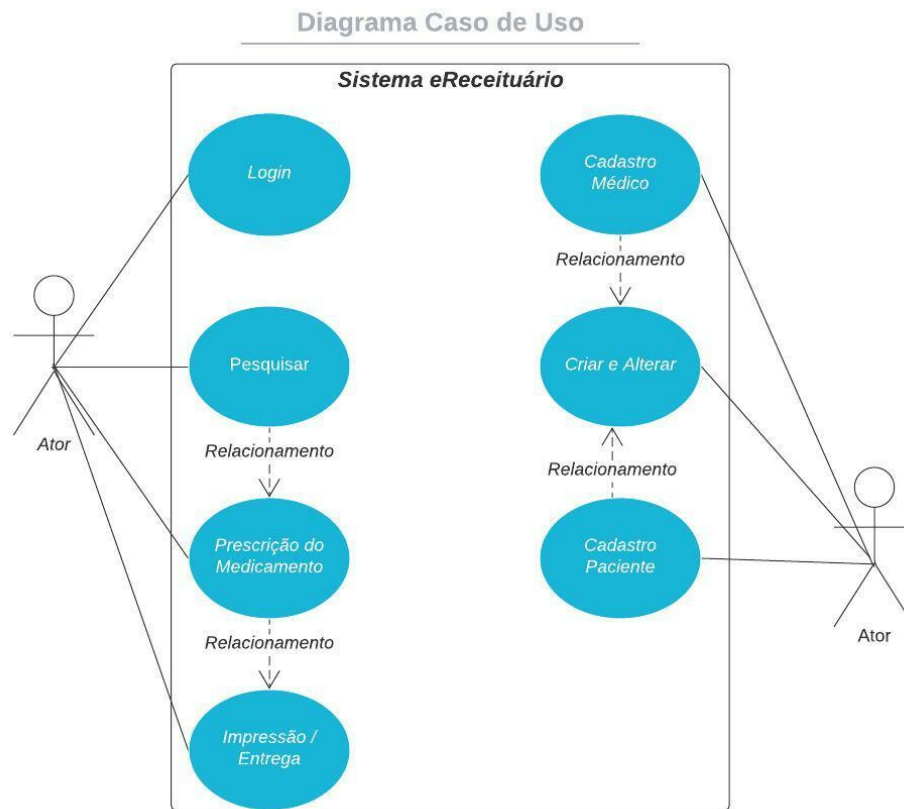 Diagrama Caso de Uso
Sistema eReceituário
Login
Cadastro
Médico
Relacionamento
Pesquisar
Criar e Alterar
Ator
Relacionamento
Relacionamento
Prescrição do
Medicamento
Cadastro
Paciente
Relacionamento
Ator
Impressão /
Entrega